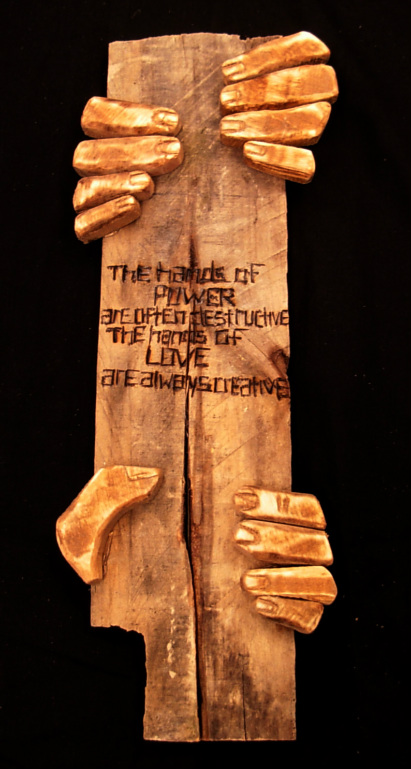 THE hands of
POWER
are often destructive
The hands of
LOVE
are always creative